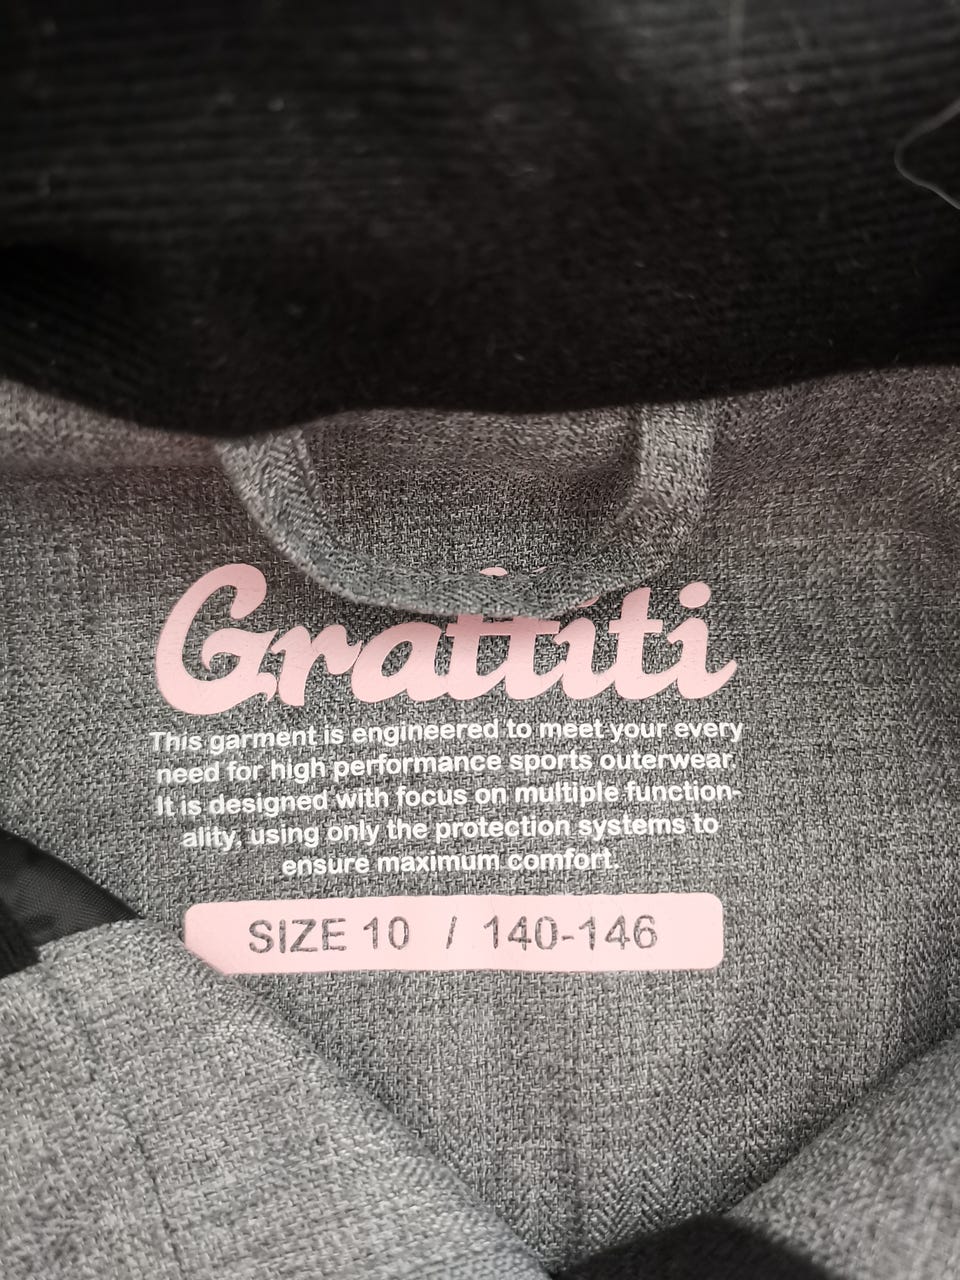 Graffiti
This garment is engineered to meet your every
need for high performance sports outerwear.
It is designed with focus on multiple function-
ality, using only the protection systems to
ensure maximum comfort.
SIZE 10 / 140-146